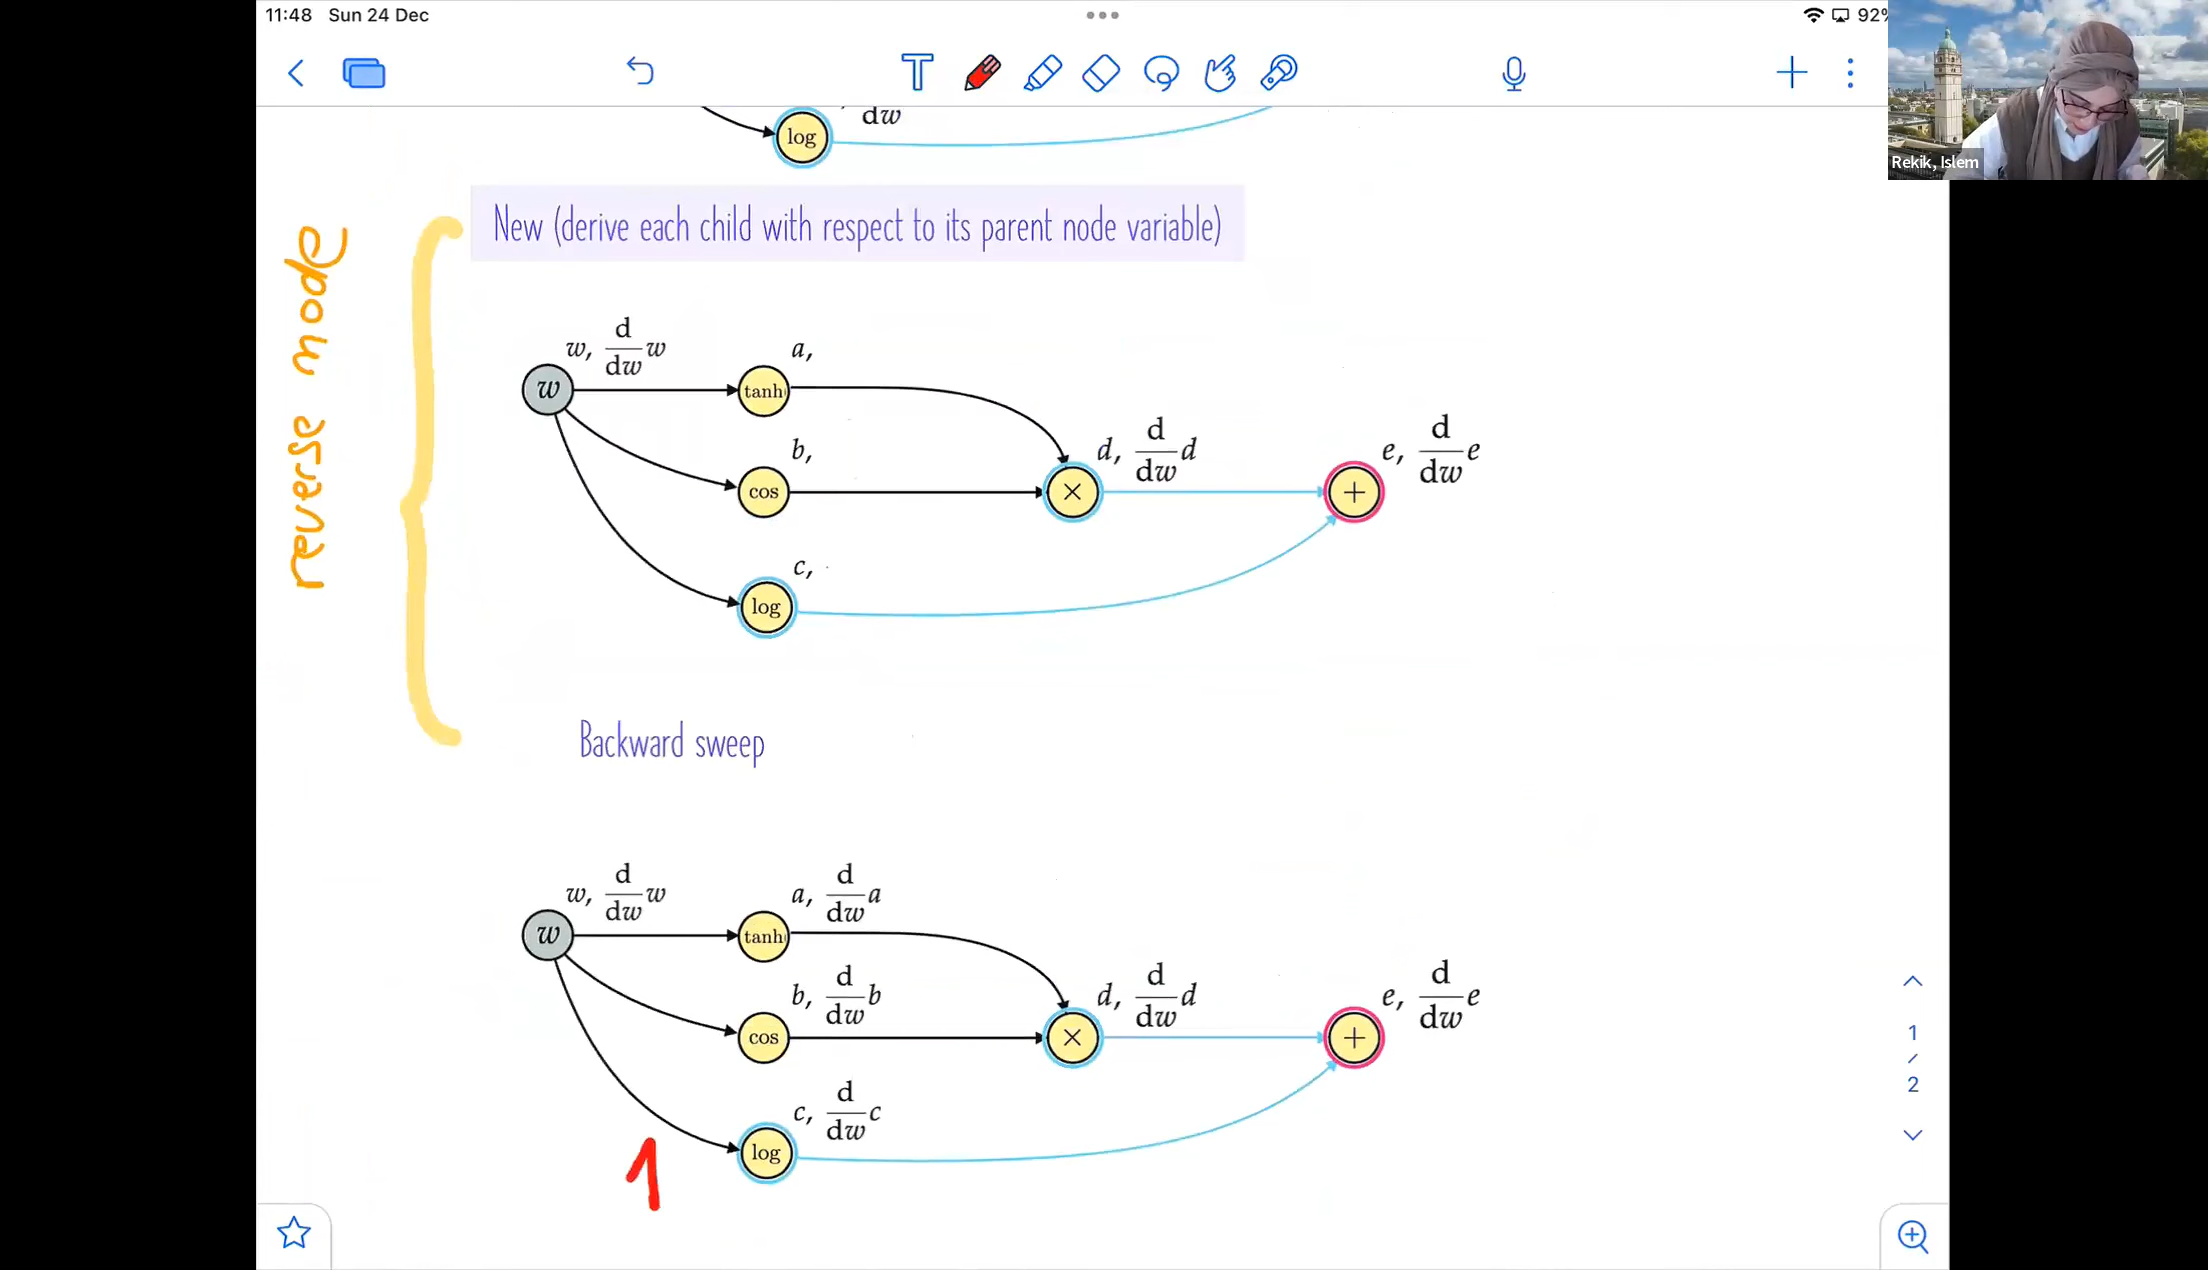 11:48 Sun 24 Dec
92%
T
Rekik, Islem
dw
log
New (derive each child with respect to its parent node variable)
reverse mode
w, d/dw w
a,
w
tanh
b,
cos
×
d, d/dw d
+
e, d/dw e
c,
log
Backward sweep
w, d/dw w
a, d/dw a
w
tanh
b, d/dw b
cos
×
d, d/dw d
+
e, d/dw e
c, d/dw c
log
1
1
/
2